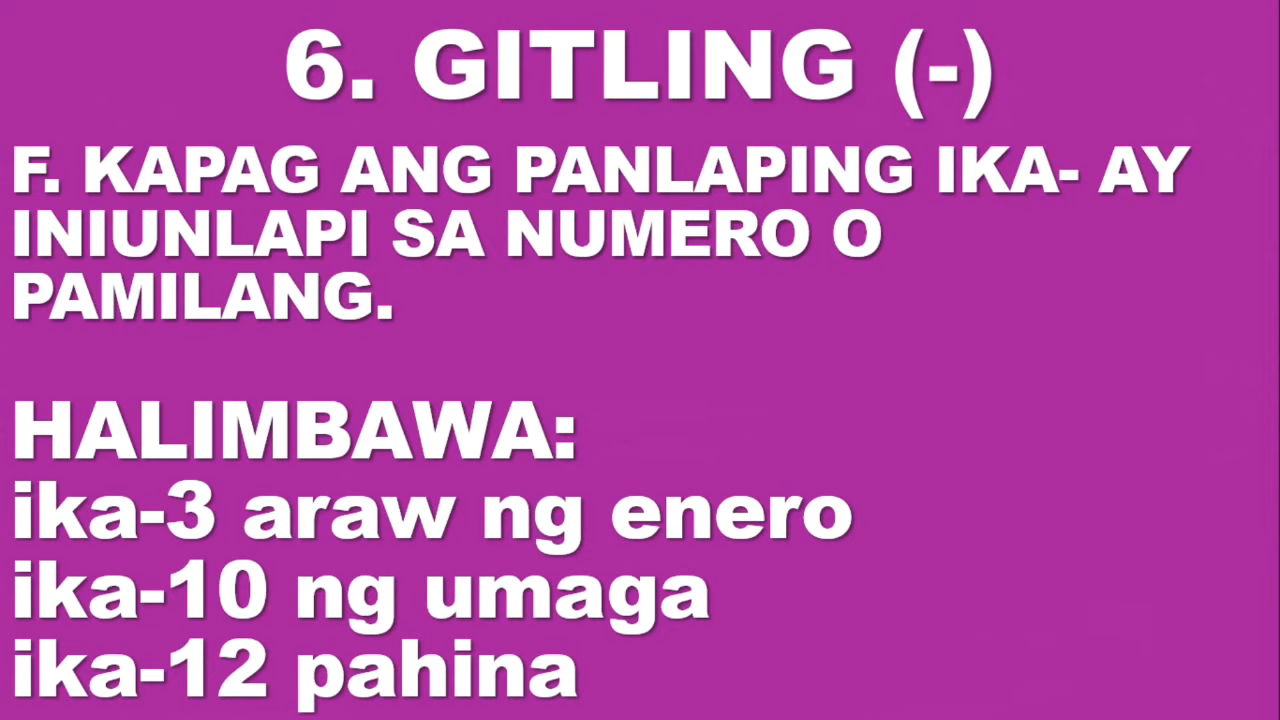 6. GITLING (-)
F. KAPAG ANG PANLAPING IKA- AY
INIUNLAPI SA NUMERO O
PAMILANG.
HALIMBAWA:
ika-3 araw ng enero
ika-10 ng umaga
ika-12 pahina